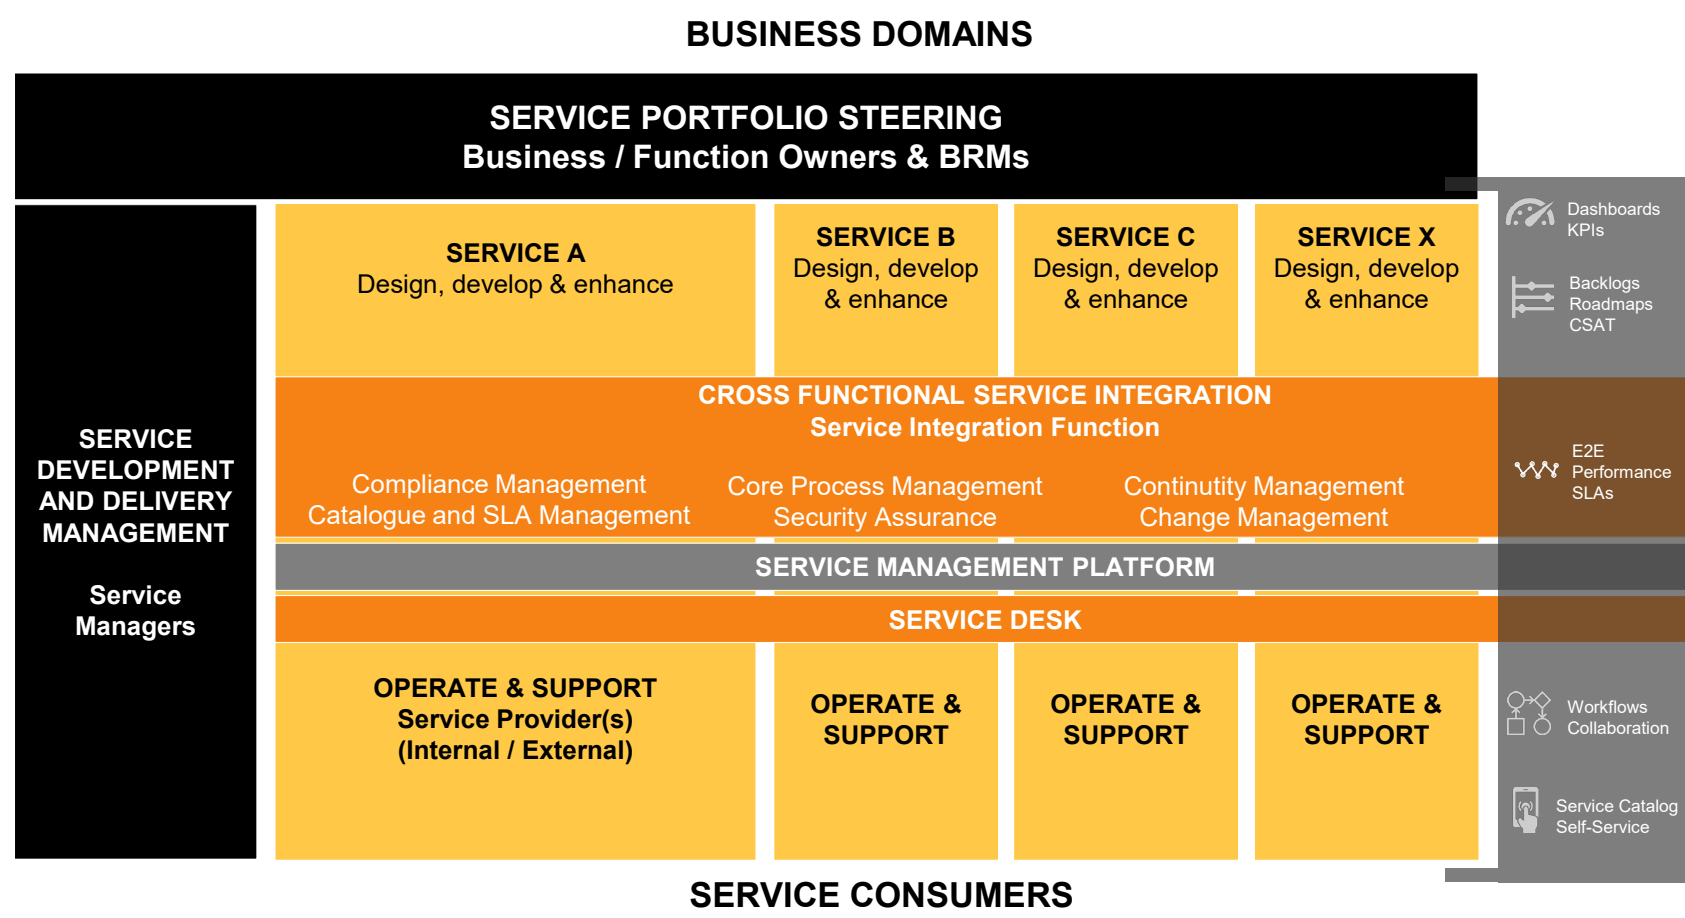 BUSINESS DOMAINS
SERVICE PORTFOLIO STEERING
Business / Function Owners & BRMs
SERVICE
DEVELOPMENT
AND DELIVERY
MANAGEMENT
Service
Managers
SERVICE A
Design, develop & enhance
SERVICE B
Design, develop
& enhance
SERVICE C
Design, develop
& enhance
SERVICE X
Design, develop
& enhance
Dashboards
KPIs
Backlogs
Roadmaps
CSAT
CROSS FUNCTIONAL SERVICE INTEGRATION
Service Integration Function
Compliance Management
Catalogue and SLA Management
Core Process Management
Security Assurance
Continutity Management
Change Management
E2E
Performance
SLAs
SERVICE MANAGEMENT PLATFORM
SERVICE DESK
OPERATE & SUPPORT
Service Provider(s)
(Internal / External)
OPERATE &
SUPPORT
OPERATE &
SUPPORT
OPERATE &
SUPPORT
Workflows
Collaboration
Service Catalog
Self-Service
SERVICE CONSUMERS